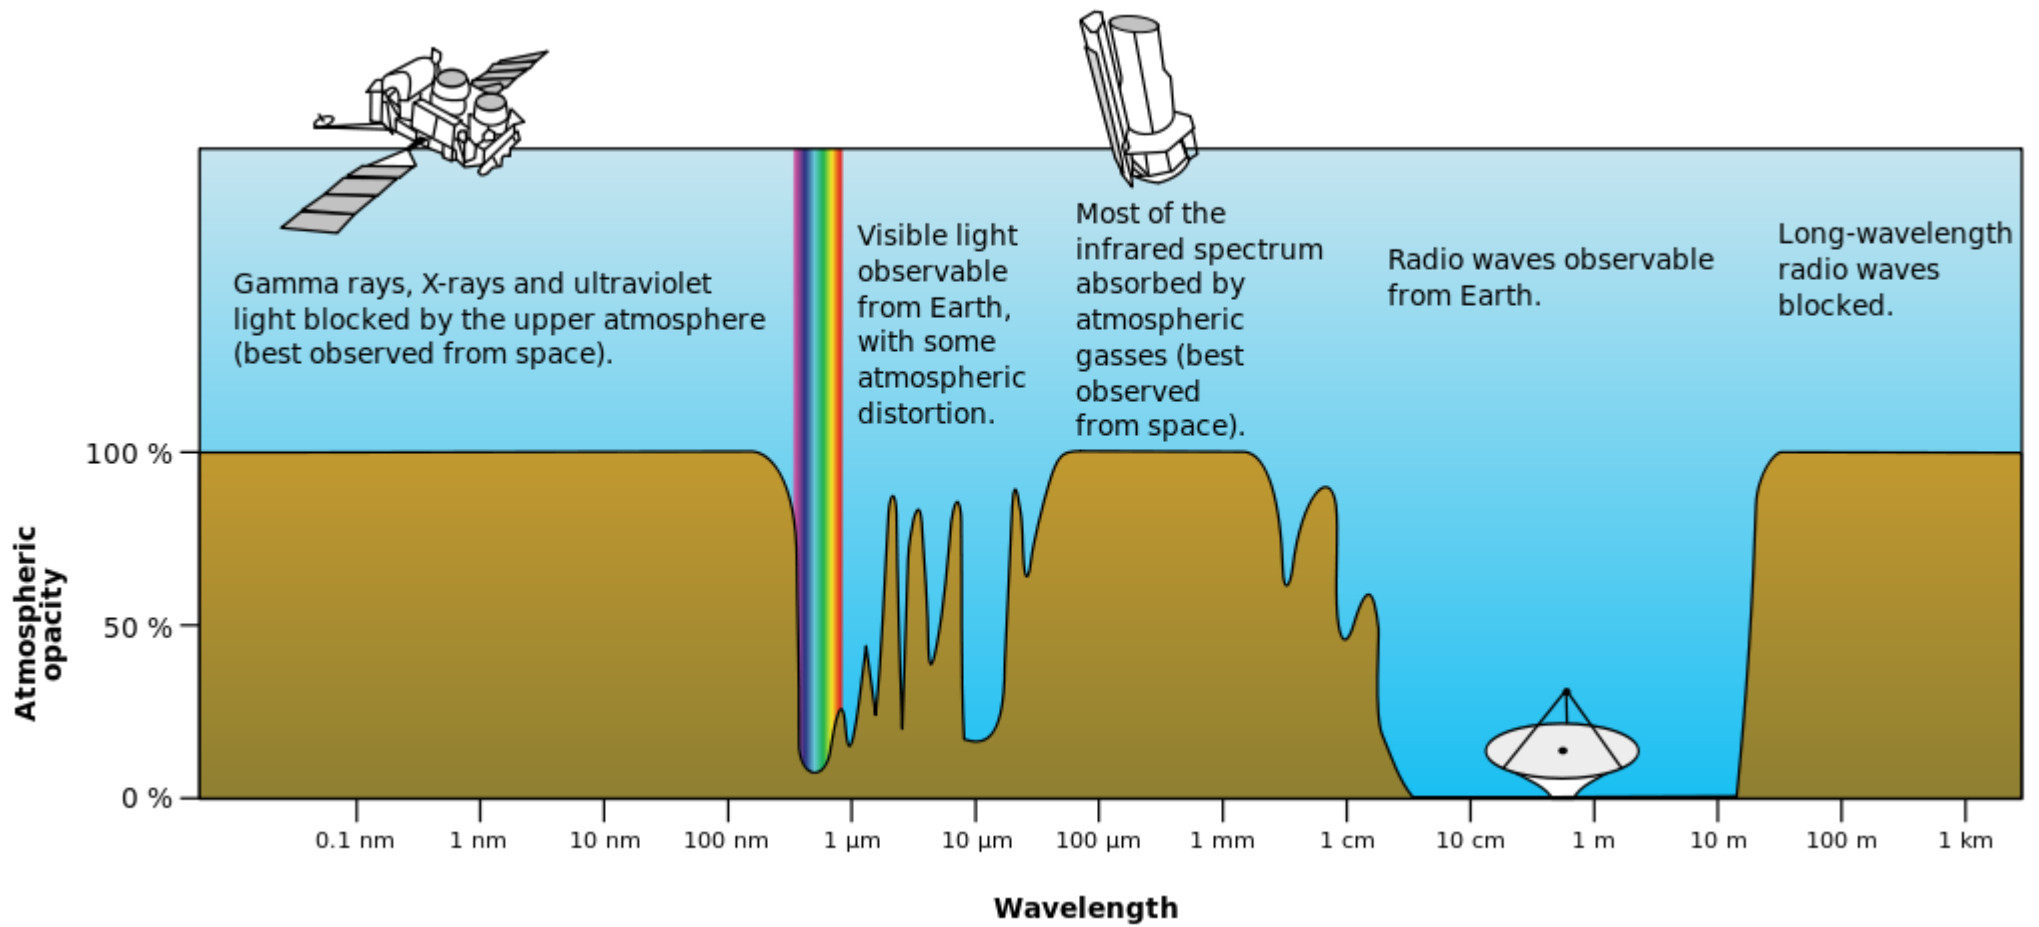 Gamma rays, X-rays and ultraviolet
light blocked by the upper atmosphere
(best observed from space).
Visible light
observable
from Earth,
with some
atmospheric
distortion.
Most of the
infrared spectrum
absorbed by
atmospheric
gasses (best
observed
from space).
Radio waves observable
from Earth.
Long-wavelength
radio waves
blocked.
Atmospheric
opacity
100 %
50 %
0 %
0.1 nm
1 nm
10 nm
100 nm
1 μm
10 μm
100 μm
1 mm
1 cm
10 cm
1 m
10 m
100 m
1 km
Wavelength